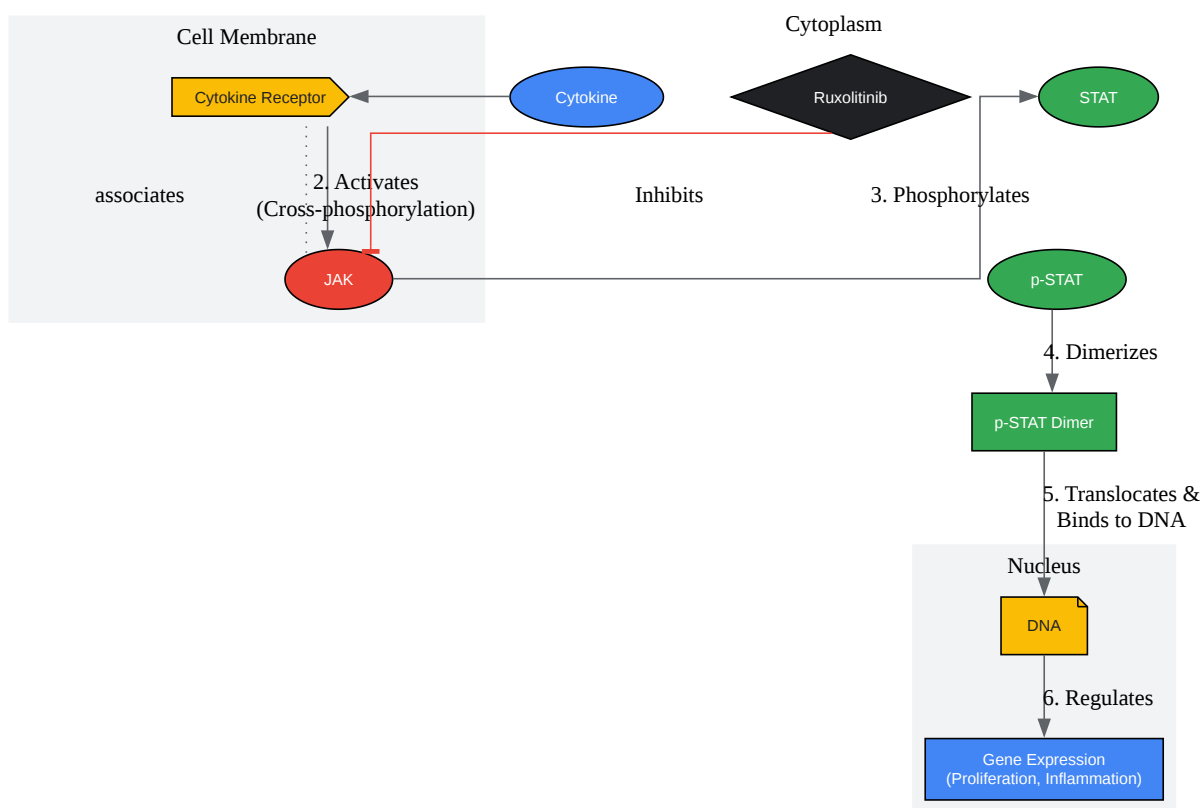 Cell Membrane
Cytoplasm
Cytokine Receptor
Cytokine
Ruxolitinib
STAT
associates
2. Activates
(Cross-phosphorylation)
Inhibits
3. Phosphorylates
JAK
p-STAT
4. Dimerizes
p-STAT Dimer
5. Translocates &
Binds to DNA
Nucleus
DNA
6. Regulates
Gene Expression
(Proliferation, Inflammation)